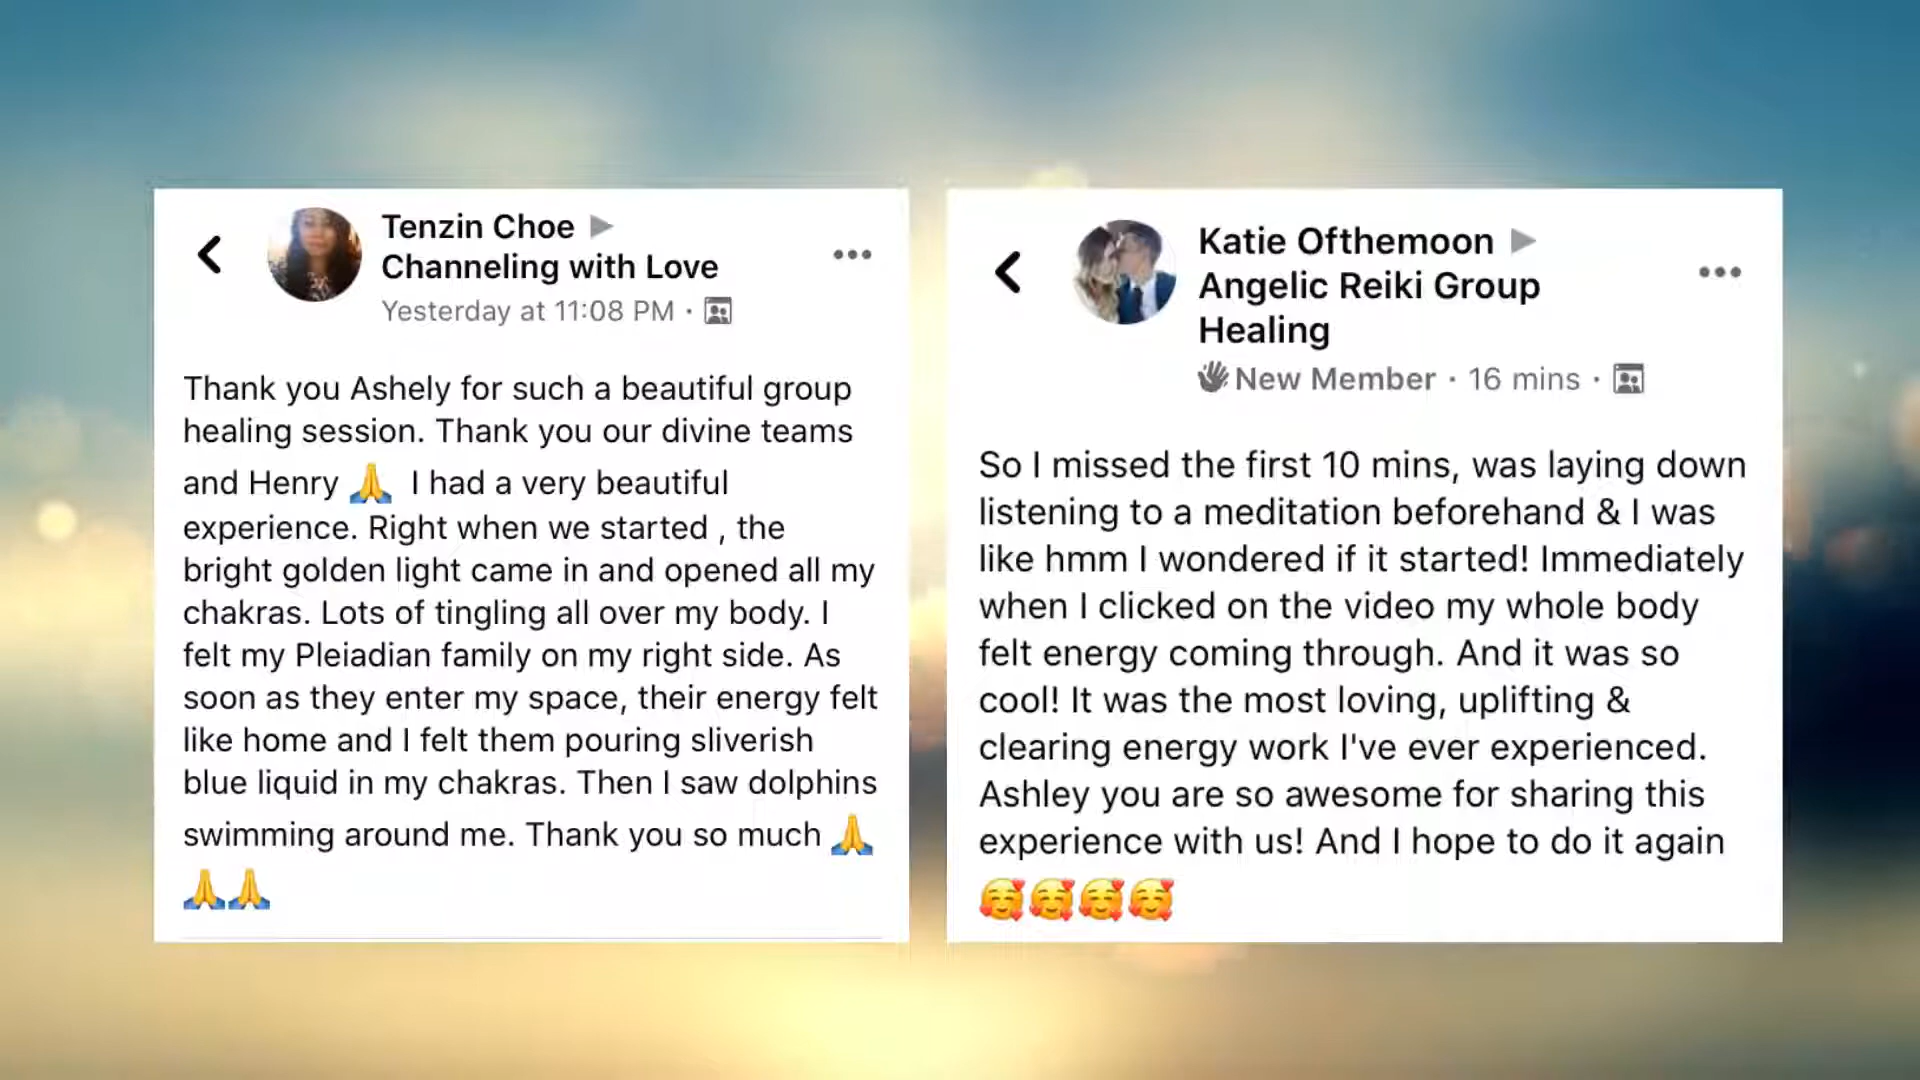 Tenzin Choe ▶
Channeling with Love
Yesterday at 11:08 PM ·
Thank you Ashely for such a beautiful group
healing session. Thank you our divine teams
and Henry 🙏 I had a very beautiful
experience. Right when we started , the
bright golden light came in and opened all my
chakras. Lots of tingling all over my body. I
felt my Pleiadian family on my right side. As
soon as they enter my space, their energy felt
like home and I felt them pouring sliverish
blue liquid in my chakras. Then I saw dolphins
swimming around me. Thank you so much 🙏
🙏🙏
Katie Ofthemoon ▶
Angelic Reiki Group
Healing
👋 New Member · 16 mins ·
So I missed the first 10 mins, was laying down
listening to a meditation beforehand & I was
like hmm I wondered if it started! Immediately
when I clicked on the video my whole body
felt energy coming through. And it was so
cool! It was the most loving, uplifting &
clearing energy work I've ever experienced.
Ashley you are so awesome for sharing this
experience with us! And I hope to do it again
🥰🥰🥰🥰